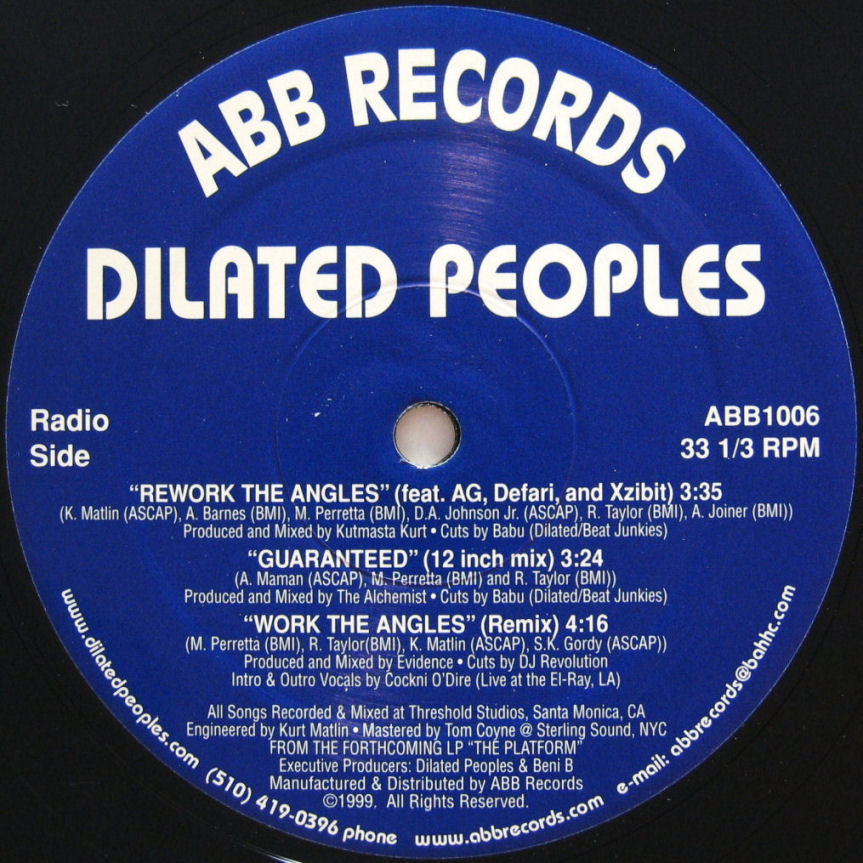 ABB RECORDS
DILATED PEOPLES
Radio
Side
ABB1006
33 1/3 RPM
“REWORK THE ANGLES” (feat. AG, Defari, and Xzibit) 3:35
(K. Matlin (ASCAP), A. Barnes (BMI), M. Perretta (BMI), D.A. Johnson Jr. (ASCAP), R. Taylor (BMI), A. Joiner (BMI))
Produced and Mixed by Kutmasta Kurt • Cuts by Babu (Dilated/Beat Junkies)
“GUARANTEED” (12 inch mix) 3:24
(A. Maman (ASCAP), M. Perretta (BMI) and R. Taylor (BMI))
Produced and Mixed by The Alchemist • Cuts by Babu (Dilated/Beat Junkies)
“WORK THE ANGLES” (Remix) 4:16
(M. Perretta (BMI), R. Taylor(BMI), K. Matlin (ASCAP), S.K. Gordy (ASCAP))
Produced and Mixed by Evidence • Cuts by DJ Revolution
Intro & Outro Vocals by Cockni O'Dire (Live at the El-Ray, LA)
All Songs Recorded & Mixed at Threshold Studios, Santa Monica, CA
Engineered by Kurt Matlin • Mastered by Tom Coyne @ Sterling Sound, NYC
FROM THE FORTHCOMING LP “THE PLATFORM”
Executive Producers: Dilated Peoples & Beni B
Manufactured & Distributed by ABB Records
©1999. All Rights Reserved.
www.dilatedpeoples.com (510) 419-0396 phone www.abbrecords.com e-mail: abbrecords@bahhc.com